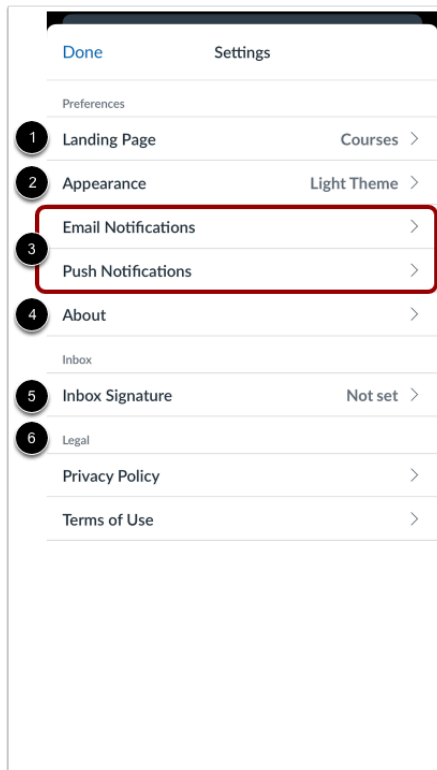 Done Settings
Preferences
1 Landing Page Courses
2 Appearance Light Theme
Email Notifications
3
Push Notifications
4 About
Inbox
5 Inbox Signature Not set
6 Legal
Privacy Policy
Terms of Use